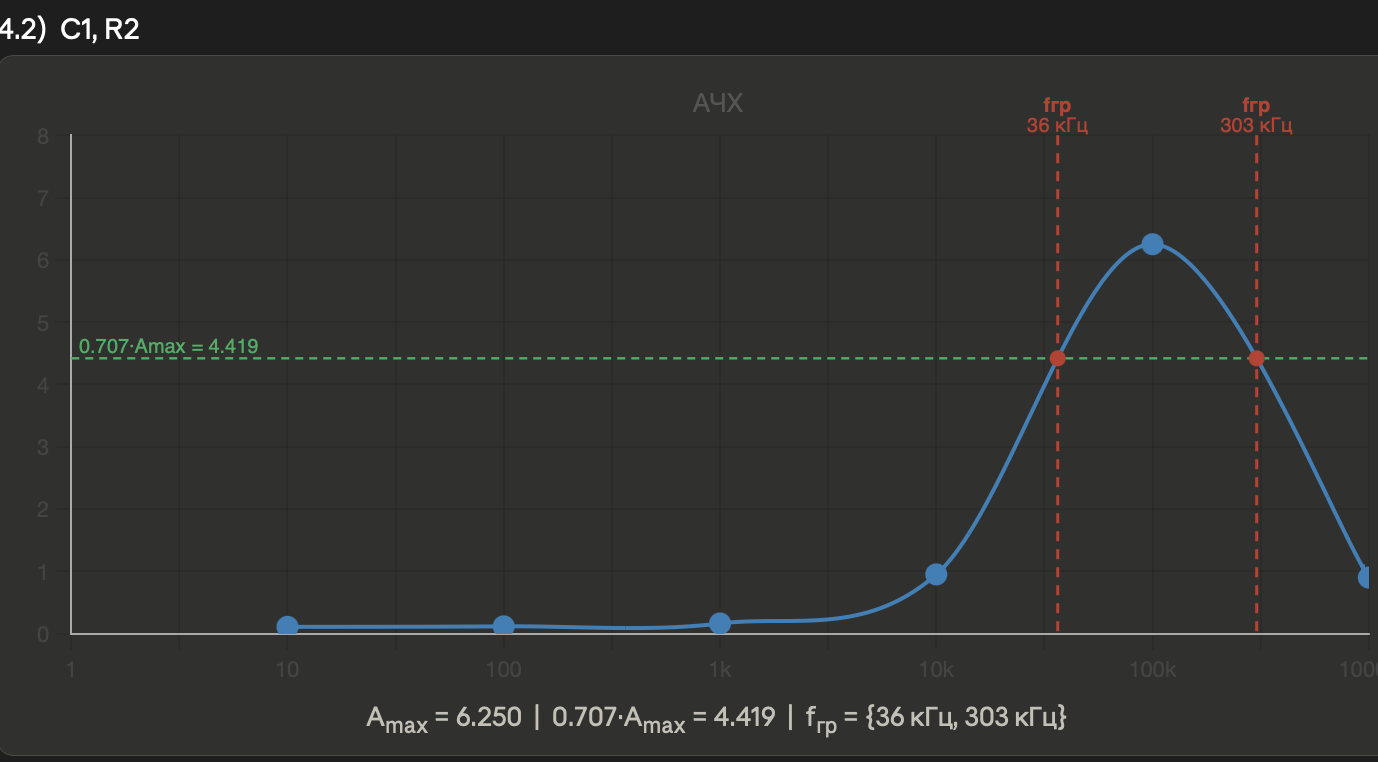 4.2) C1, R2
АЧХ
fгр
36 кГц
fгр
303 кГц
8
7
6
5
0.707·Amax = 4.419
4
3
2
1
0
1 10 100 1k 10k 100k
Amax = 6.250 | 0.707·Amax = 4.419 | fгр = {36 кГц, 303 кГц}